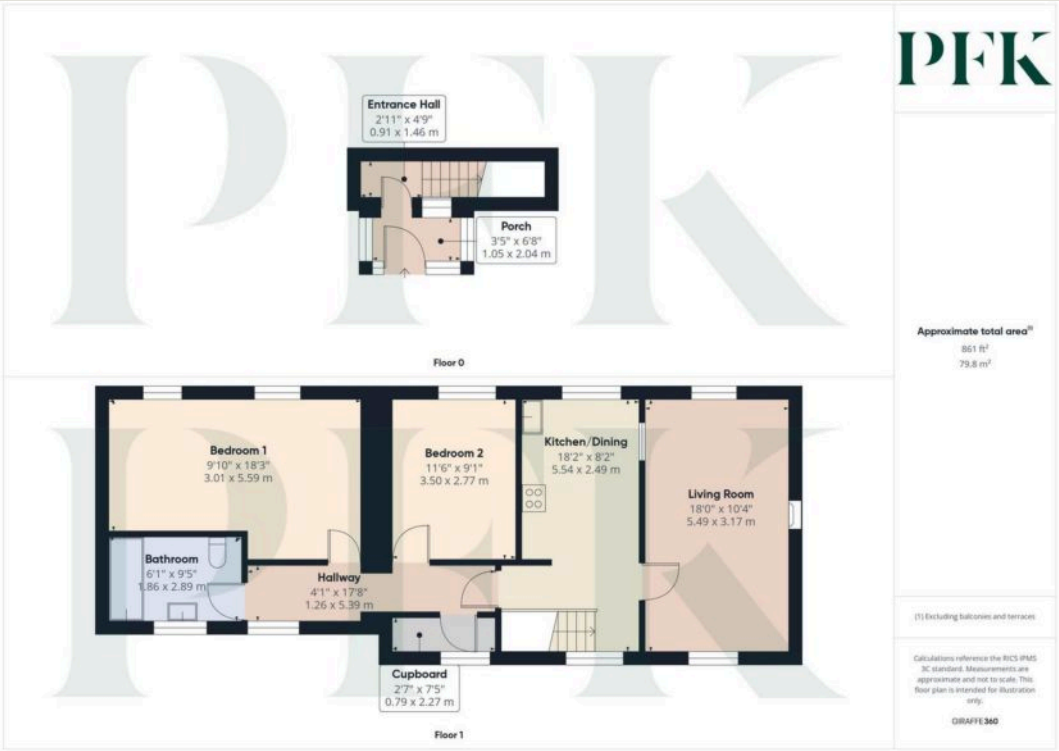 PFK
PFK
Entrance Hall
2'11" x 4'9"
0.91 x 1.46 m
Porch
3'5" x 6'8"
1.05 x 2.04 m
Floor 0
Approximate total area(1)
861 ft²
79.8 m²
PFK
Bedroom 1
9'10" x 18'3"
3.01 x 5.59 m
Bedroom 2
11'6" x 9'1"
3.50 x 2.77 m
Kitchen/Dining
18'2" x 8'2"
5.54 x 2.49 m
Living Room
18'0" x 10'4"
5.49 x 3.17 m
Bathroom
6'1" x 9'5"
1.86 x 2.89 m
Hallway
4'1" x 17'8"
1.26 x 5.39 m
Cupboard
2'7" x 7'5"
0.79 x 2.27 m
Floor 1
(1) Excluding balconies and terraces
Calculations reference the RICS IPMS
3C standard. Measurements are
approximate and not to scale. This
floor plan is intended for illustration
only.
GIRAFFE360